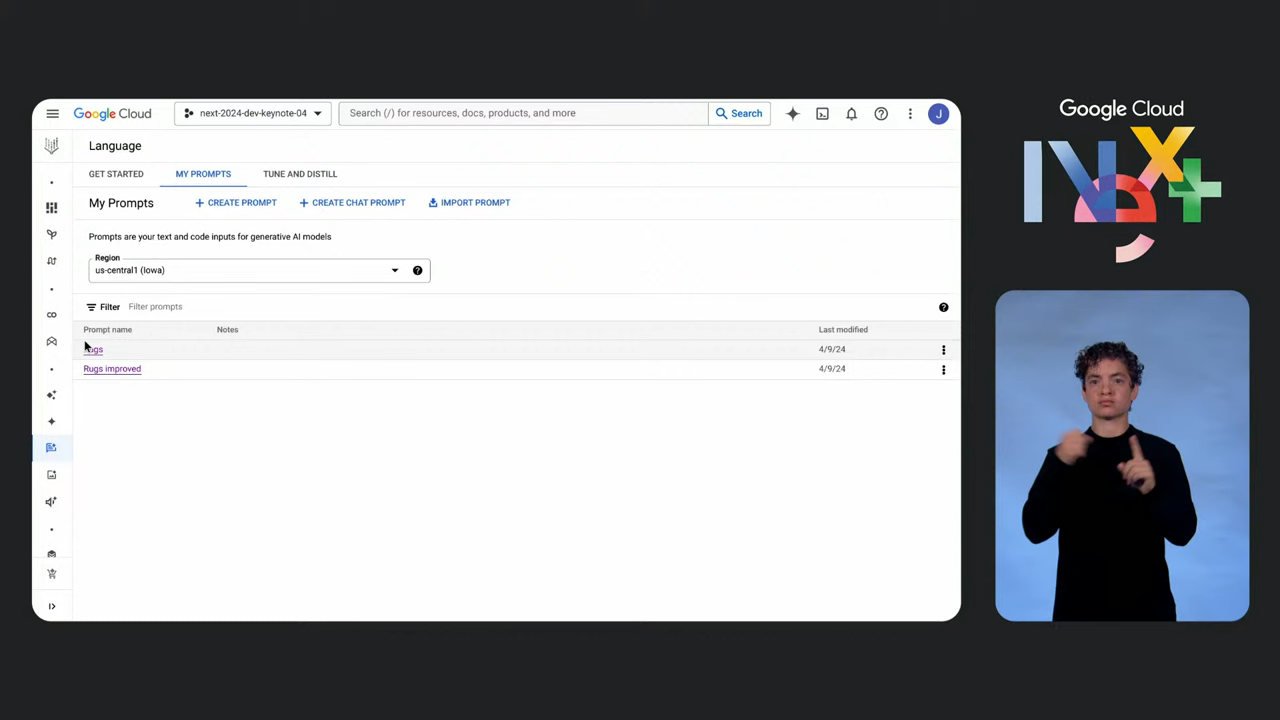 Google Cloud
next-2024-dev-keynote-04
Search (/) for resources, docs, products, and more
Search
J
Language
GET STARTED
MY PROMPTS
TUNE AND DISTILL
My Prompts
CREATE PROMPT
CREATE CHAT PROMPT
IMPORT PROMPT
Prompts are your text and code inputs for generative AI models
Region
us-central1 (Iowa)
Filter
Filter prompts
Prompt name
Notes
Last modified
4/9/24
Rugs improved
4/9/24
Google Cloud
Next